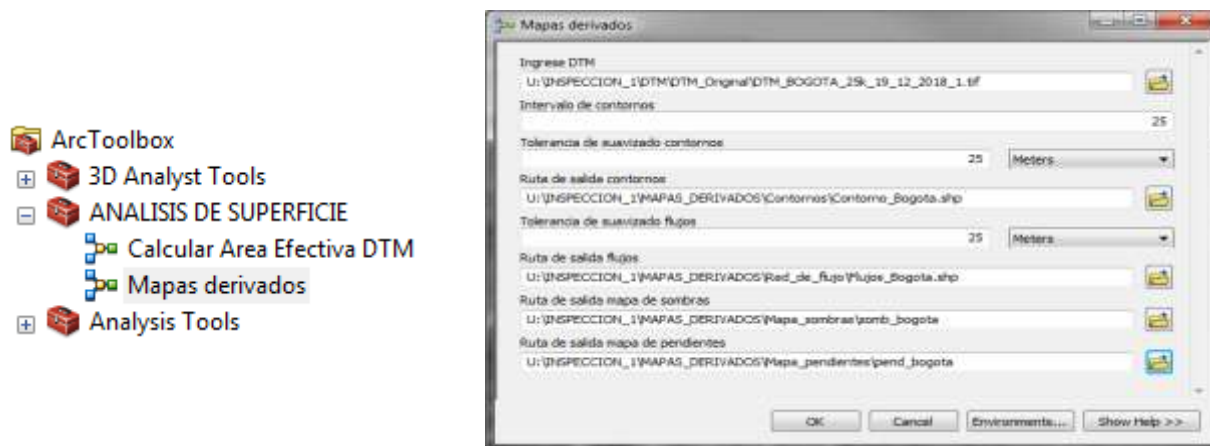 ArcToolbox
3D Analyst Tools
ANALISIS DE SUPERFICIE
Calcular Area Efectiva DTM
Mapas derivados
Analysis Tools
Mapas derivados
Ingrese DTM
U:\INSPECCION_1\DTM\DTM_Original\DTM_BOGOTA_25k_19_12_2018_1.tif
Intervalo de contornos
25
Tolerancia de suavizado contornos
25 Meters
Ruta de salida contornos
U:\INSPECCION_1\MAPAS_DERIVADOS\Contornos\Contorno_Bogota.shp
Tolerancia de suavizado flujos
25 Meters
Ruta de salida flujos
U:\INSPECCION_1\MAPAS_DERIVADOS\Red_de_flujo\Flujos_Bogota.shp
Ruta de salida mapa de sombras
U:\INSPECCION_1\MAPAS_DERIVADOS\Mapa_sombras\somb_bogota
Ruta de salida mapa de pendientes
U:\INSPECCION_1\MAPAS_DERIVADOS\Mapa_pendientes\pend_bogota
OK Cancel Environments... Show Help >>